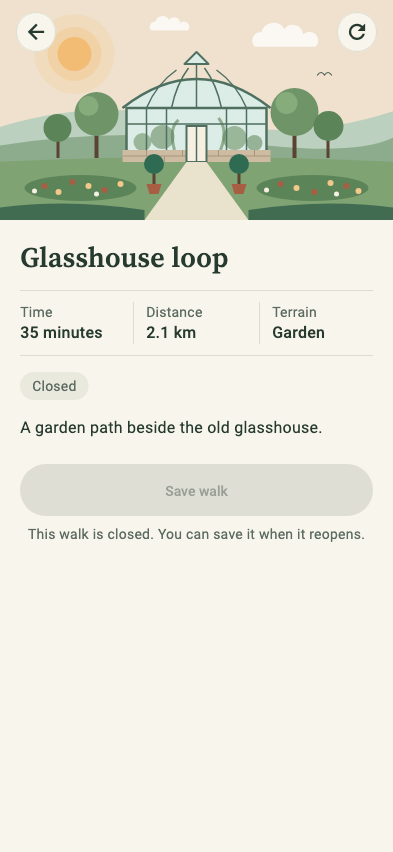 Glasshouse loop
Time
35 minutes
Distance
2.1 km
Terrain
Garden
Closed
A garden path beside the old glasshouse.
Save walk
This walk is closed. You can save it when it reopens.